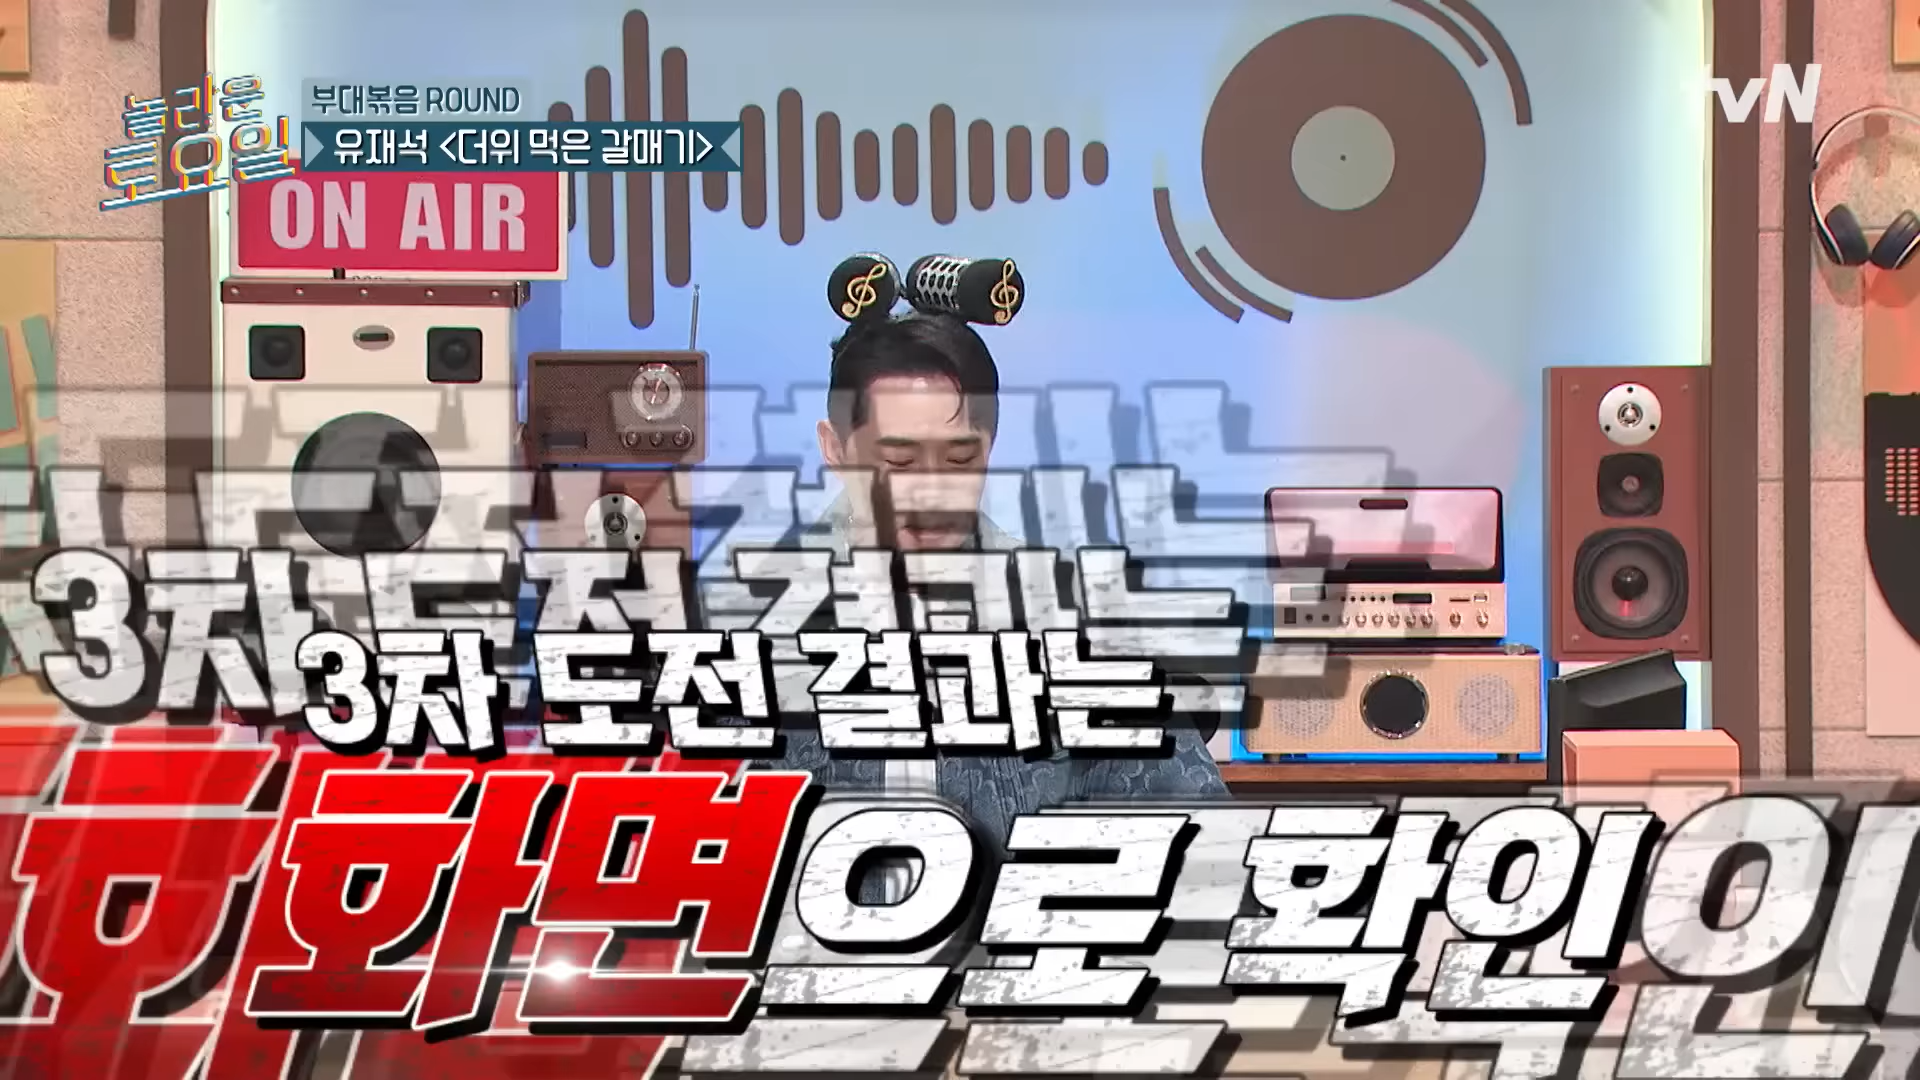 놀라운
토요일
부대볶음 ROUND
유재석 <더위 먹은 갈매기>
tvN
ON AIR
3차 도전 결과는
화면으로 확인